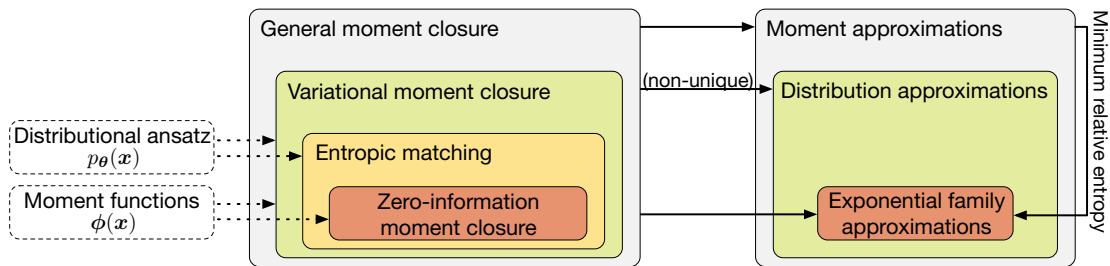 General moment closure
Variational moment closure
Entropic matching
Zero-information
moment closure
Distributional ansatz
pθ(x)
Moment functions
ϕ(x)
(non-unique)
Moment approximations
Distribution approximations
Exponential family
approximations
Minimum relative entropy